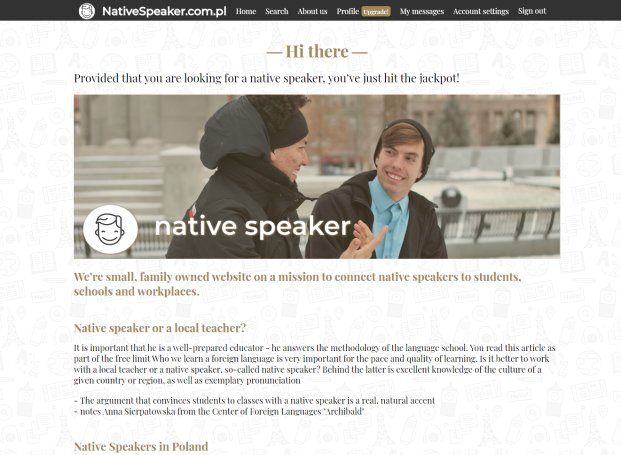 NativeSpeaker.com.pl Home Search About us Profile Upgrade! My messages Account settings Sign out
— Hi there —
Provided that you are looking for a native speaker, you've just hit the jackpot!
native speaker
We're small, family owned website on a mission to connect native speakers to students,
schools and workplaces.
Native speaker or a local teacher?
It is important that he is a well-prepared educator - he answers the methodology of the language school. You read this article as
part of the free limit Who we learn a foreign language is very important for the pace and quality of learning. Is it better to work
with a local teacher or a native speaker, so-called native speaker? Behind the latter is excellent knowledge of the culture of a
given country or region, as well as exemplary pronunciation
- The argument that convinces students to classes with a native speaker is a real, natural accent
- notes Anna Sierpatowska from the Center of Foreign Languages "Archibald"
Native Speakers in Poland